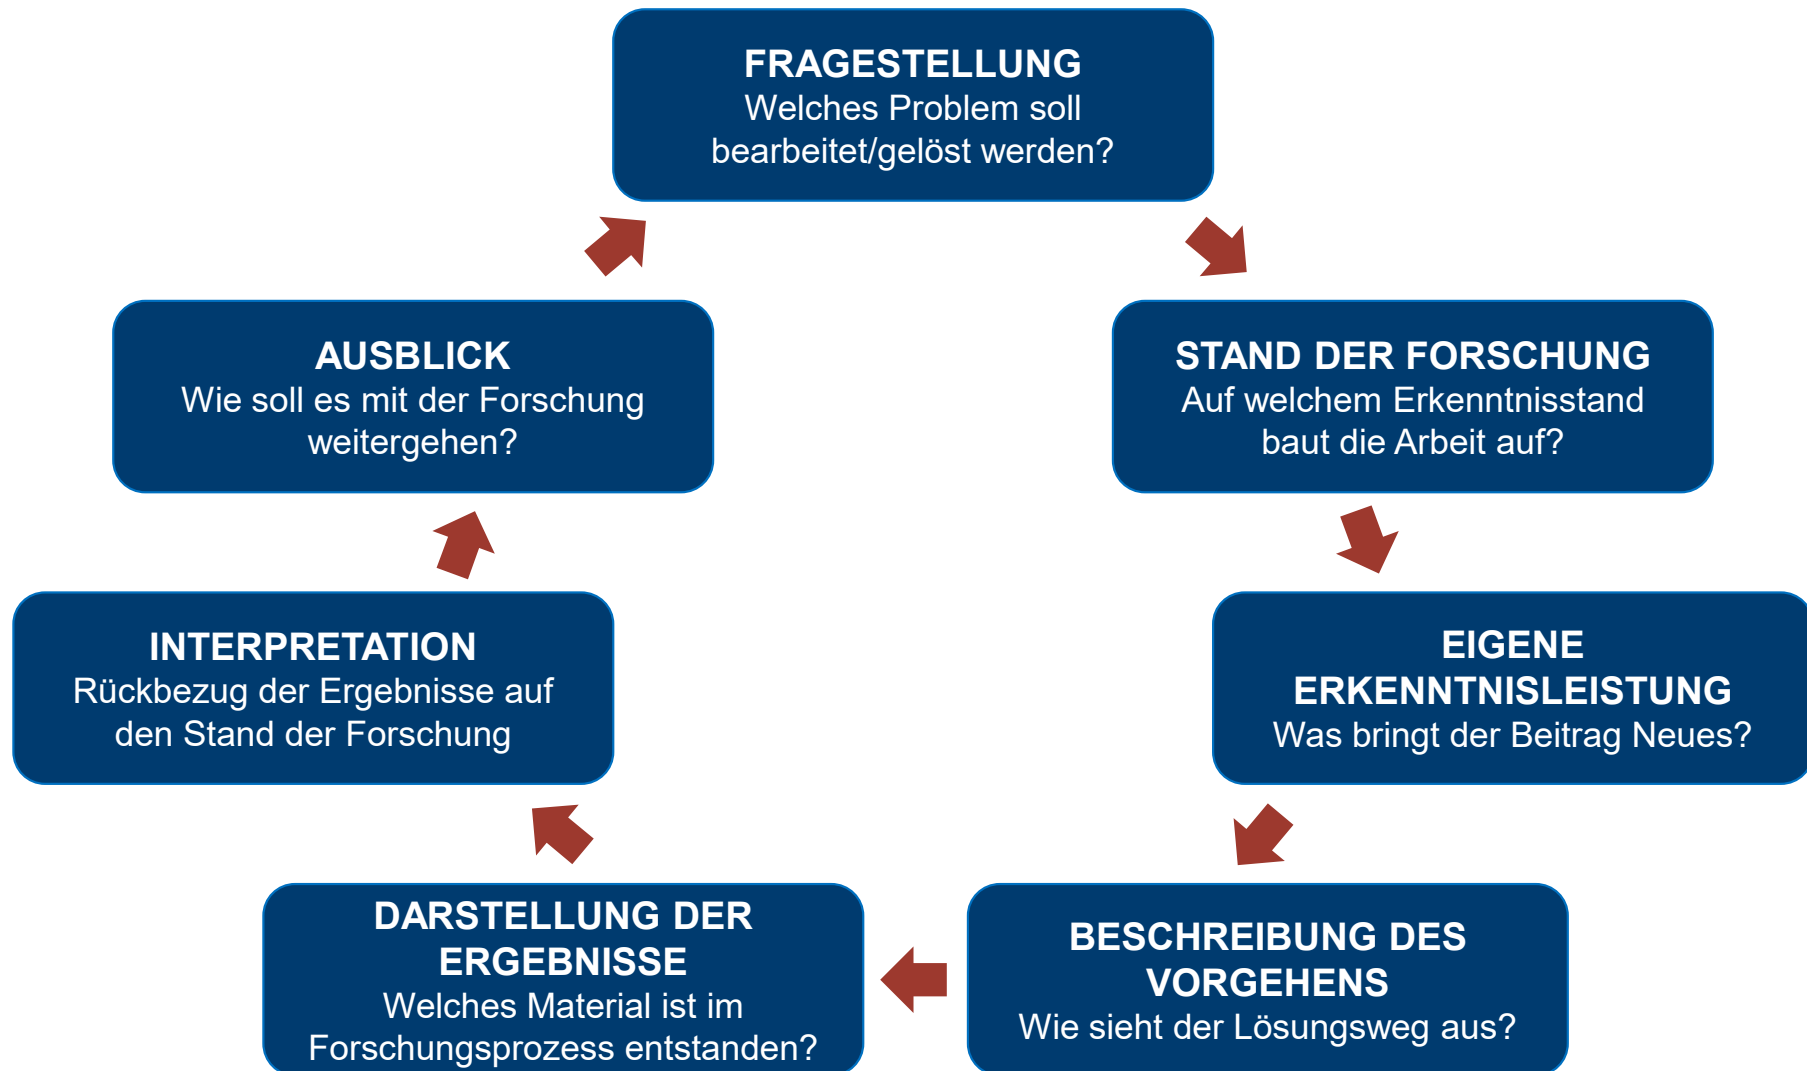 FRAGESTELLUNG
Welches Problem soll
bearbeitet/gelöst werden?
STAND DER FORSCHUNG
Auf welchem Erkenntnisstand
baut die Arbeit auf?
EIGENE
ERKENNTNISLEISTUNG
Was bringt der Beitrag Neues?
BESCHREIBUNG DES
VORGEHENS
Wie sieht der Lösungsweg aus?
DARSTELLUNG DER
ERGEBNISSE
Welches Material ist im
Forschungsprozess entstanden?
INTERPRETATION
Rückbezug der Ergebnisse auf
den Stand der Forschung
AUSBLICK
Wie soll es mit der Forschung
weitergehen?